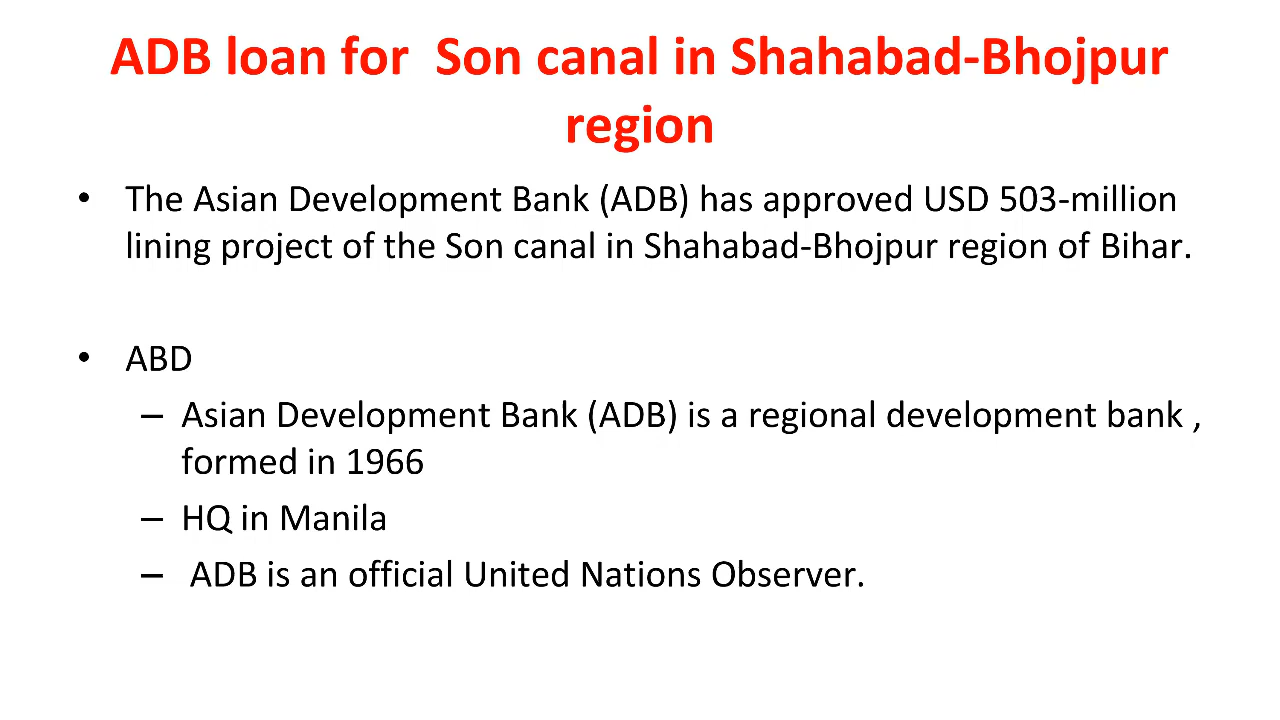 ADB loan for  Son canal in Shahabad-Bhojpur
region
• The Asian Development Bank (ADB) has approved USD 503-million
lining project of the Son canal in Shahabad-Bhojpur region of Bihar.
• ABD
– Asian Development Bank (ADB) is a regional development bank ,
formed in 1966
– HQ in Manila
– ADB is an official United Nations Observer.